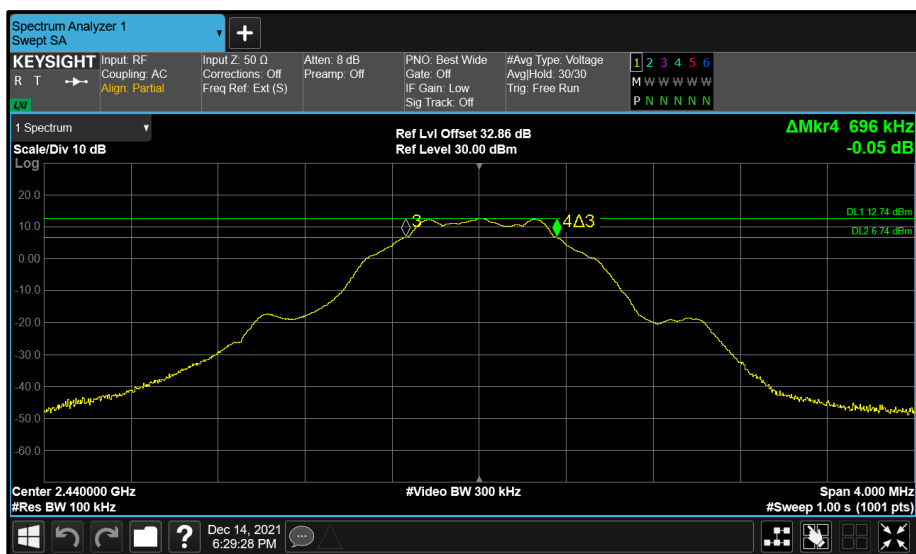 Spectrum Analyzer 1
Swept SA
+
KEYSIGHT
R T
LXI
Input: RF
Coupling: AC
Align: Partial
Input Z: 50 Ω
Corrections: Off
Freq Ref: Ext (S)
Atten: 8 dB
Preamp: Off
PNO: Best Wide
Gate: Off
IF Gain: Low
Sig Track: Off
#Avg Type: Voltage
Avg|Hold: 30/30
Trig: Free Run
1 2 3 4 5 6
M W W W W W
P N N N N N
1 Spectrum
Scale/Div 10 dB
Ref Lvl Offset 32.86 dB
Ref Level 30.00 dBm
ΔMkr4 696 kHz
-0.05 dB
Log
20.0
10.0
0.00
-10.0
-20.0
-30.0
-40.0
-50.0
-60.0
3
4Δ3
DL1 12.74 dBm
DL2 6.74 dBm
Center 2.440000 GHz
#Res BW 100 kHz
#Video BW 300 kHz
Span 4.000 MHz
#Sweep 1.00 s (1001 pts)
?
Dec 14, 2021
6:29:28 PM